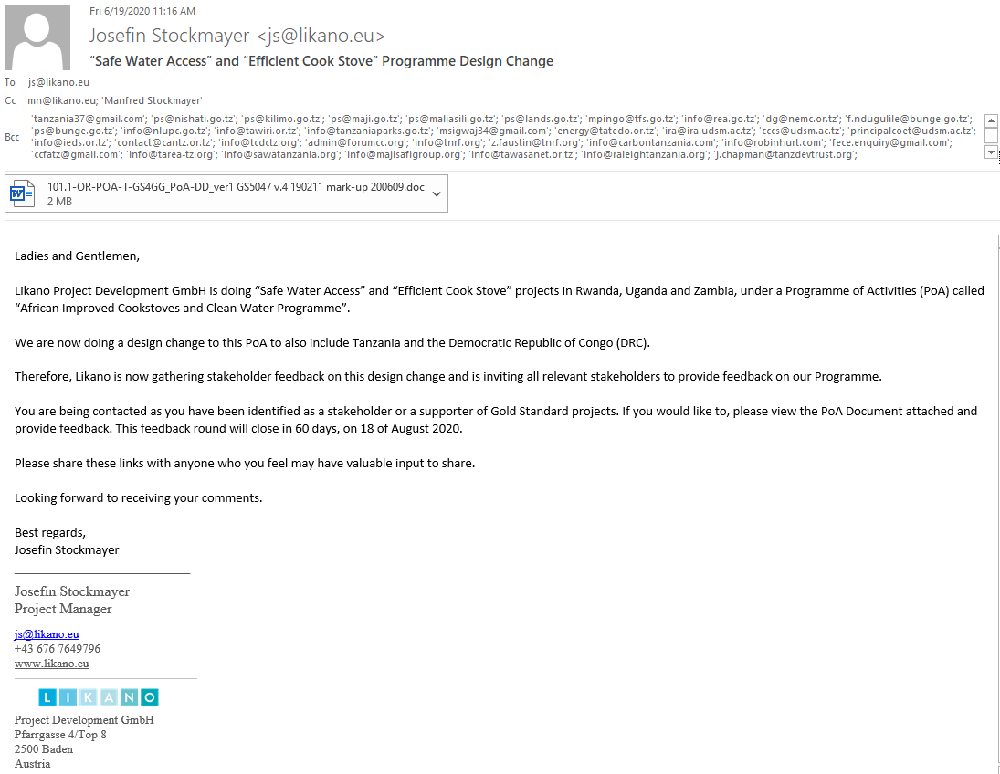 Fri 6/19/2020 11:16 AM
Josefin Stockmayer <js@likano.eu>
“Safe Water Access” and “Efficient Cook Stove” Programme Design Change
To js@likano.eu
Cc mn@likano.eu; 'Manfred Stockmayer'
'tanzania37@gmail.com'; 'ps@nishati.go.tz'; 'ps@kilimo.go.tz'; 'ps@maji.go.tz'; 'ps@maliasili.go.tz'; 'ps@lands.go.tz'; 'mpingo@tfs.go.tz'; 'info@rea.go.tz'; 'dg@nemc.or.tz'; 'f.ndugulile@bunge.go.tz';
Bcc 'ps@bunge.go.tz'; 'info@nlupc.go.tz'; 'info@tawiri.or.tz'; 'info@tanzaniaparks.go.tz'; 'msigwaj34@gmail.com'; 'energy@tatedo.or.tz'; 'ira@ira.udsm.ac.tz'; 'cccs@udsm.ac.tz'; 'principalcoet@udsm.ac.tz';
'info@ieds.or.tz'; 'contact@cantz.or.tz'; 'info@tcdctz.org'; 'admin@forumcc.org'; 'info@tnrf.org'; 'z.faustin@tnrf.org'; 'info@carbontanzania.com'; 'info@robinhurt.com'; 'fece.enquiry@gmail.com';
'ccfatz@gmail.com'; 'info@tarea-tz.org'; 'info@sawatanzania.org'; 'info@majisafigroup.org'; 'info@tawasanet.or.tz'; 'info@raleightanzania.org'; 'j.chapman@tanzdevtrust.org';
101.1-OR-POA-T-GS4GG_PoA-DD_ver1 GS5047 v.4 190211 mark-up 200609.doc
2 MB
Ladies and Gentlemen,
Likano Project Development GmbH is doing “Safe Water Access” and “Efficient Cook Stove” projects in Rwanda, Uganda and Zambia, under a Programme of Activities (PoA) called
“African Improved Cookstoves and Clean Water Programme”.
We are now doing a design change to this PoA to also include Tanzania and the Democratic Republic of Congo (DRC).
Therefore, Likano is now gathering stakeholder feedback on this design change and is inviting all relevant stakeholders to provide feedback on our Programme.
You are being contacted as you have been identified as a stakeholder or a supporter of Gold Standard projects. If you would like to, please view the PoA Document attached and
provide feedback. This feedback round will close in 60 days, on 18 of August 2020.
Please share these links with anyone who you feel may have valuable input to share.
Looking forward to receiving your comments.
Best regards,
Josefin Stockmayer
Josefin Stockmayer
Project Manager
js@likano.eu
+43 676 7649796
www.likano.eu
LIKANO
Project Development GmbH
Pfarrgasse 4/Top 8
2500 Baden
Austria